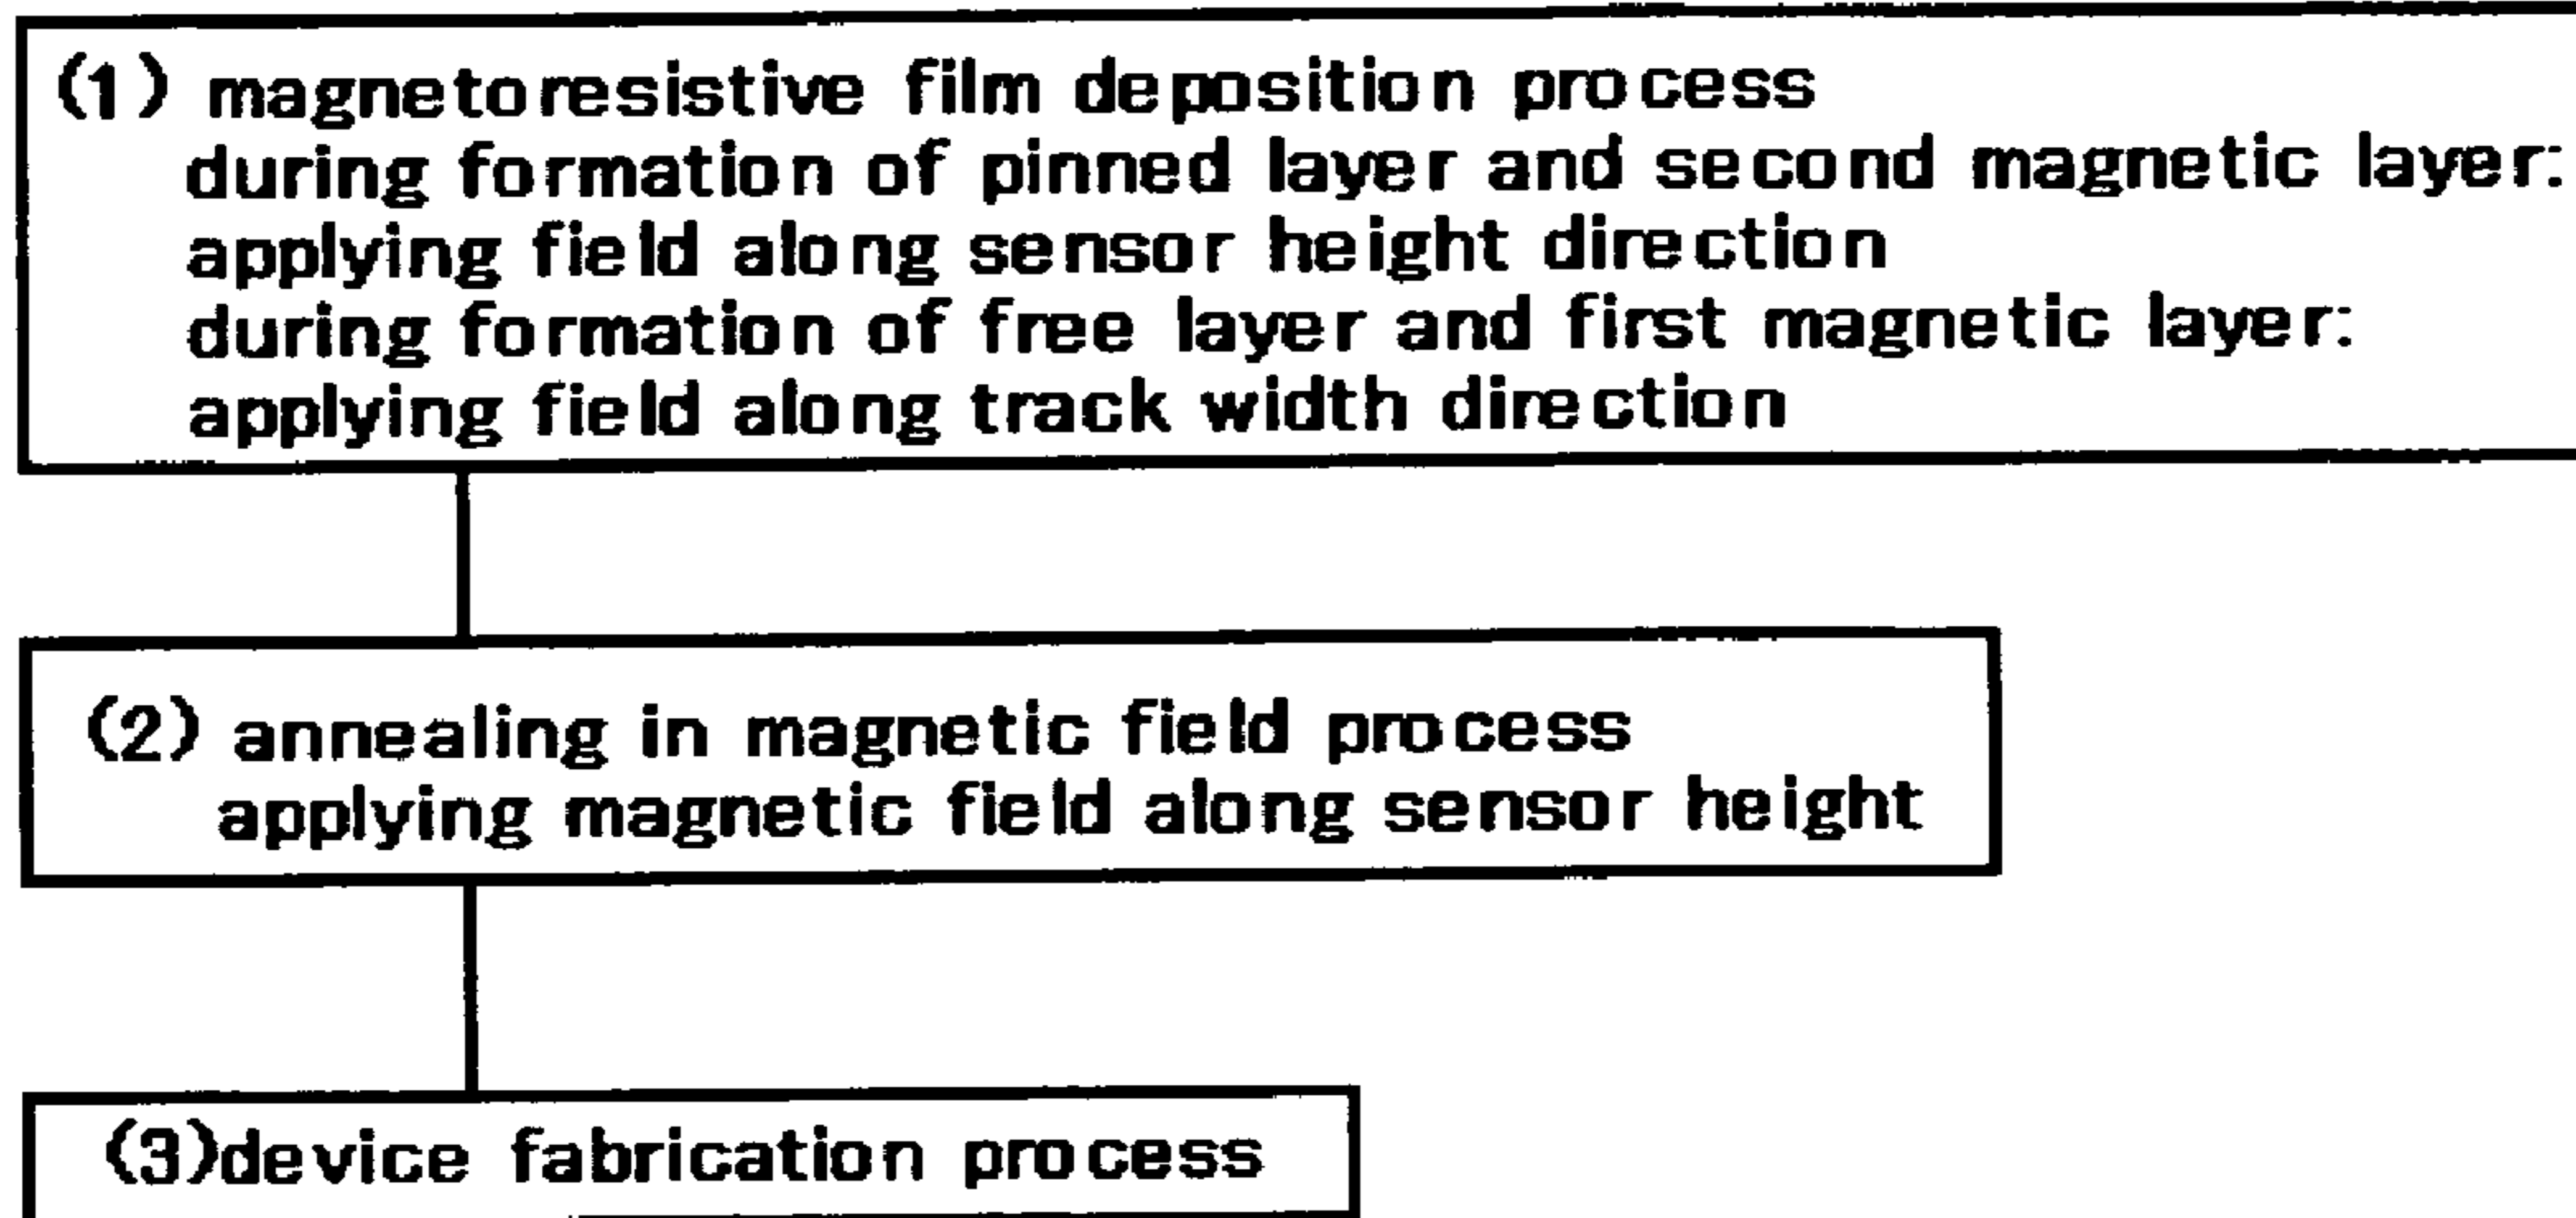 (1) magnetoresistive film deposition process
during formation of pinned layer and second magnetic layer:
applying field along sensor height direction
during formation of free layer and first magnetic layer:
applying field along track width direction
(2) annealing in magnetic field process
applying magnetic field along sensor height
(3)device fabrication process